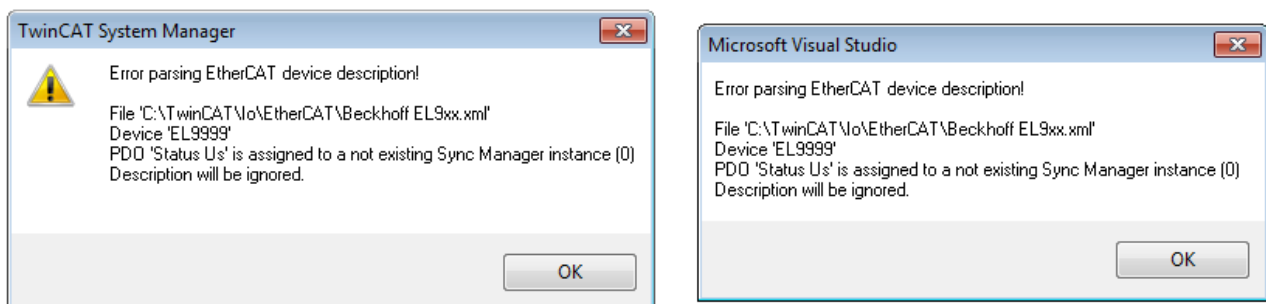 TwinCAT System Manager
Error parsing EtherCAT device description!
File 'C:\TwinCAT\Io\EtherCAT\Beckhoff EL9xx.xml'
Device 'EL9999'
PDO 'Status Us' is assigned to a not existing Sync Manager instance (0)
Description will be ignored.
OK
Microsoft Visual Studio
Error parsing EtherCAT device description!
File 'C:\TwinCAT\Io\EtherCAT\Beckhoff EL9xx.xml'
Device 'EL9999'
PDO 'Status Us' is assigned to a not existing Sync Manager instance (0)
Description will be ignored.
OK